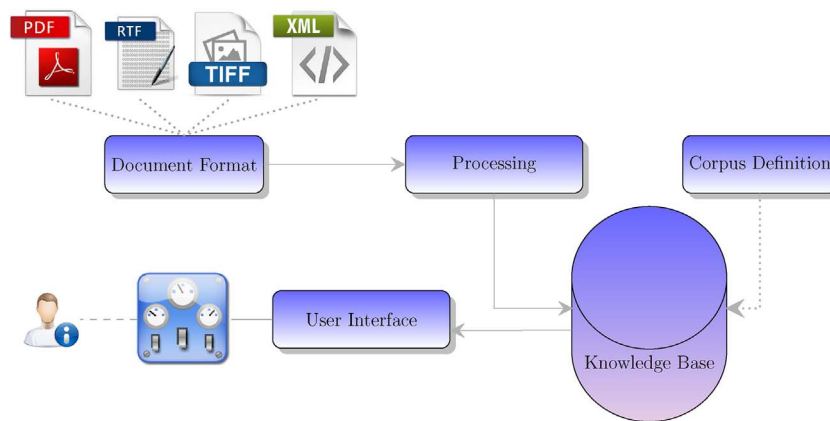 PDF
RTF
TIFF
XML
Document Format
Processing
Corpus Definition
User Interface
Knowledge Base